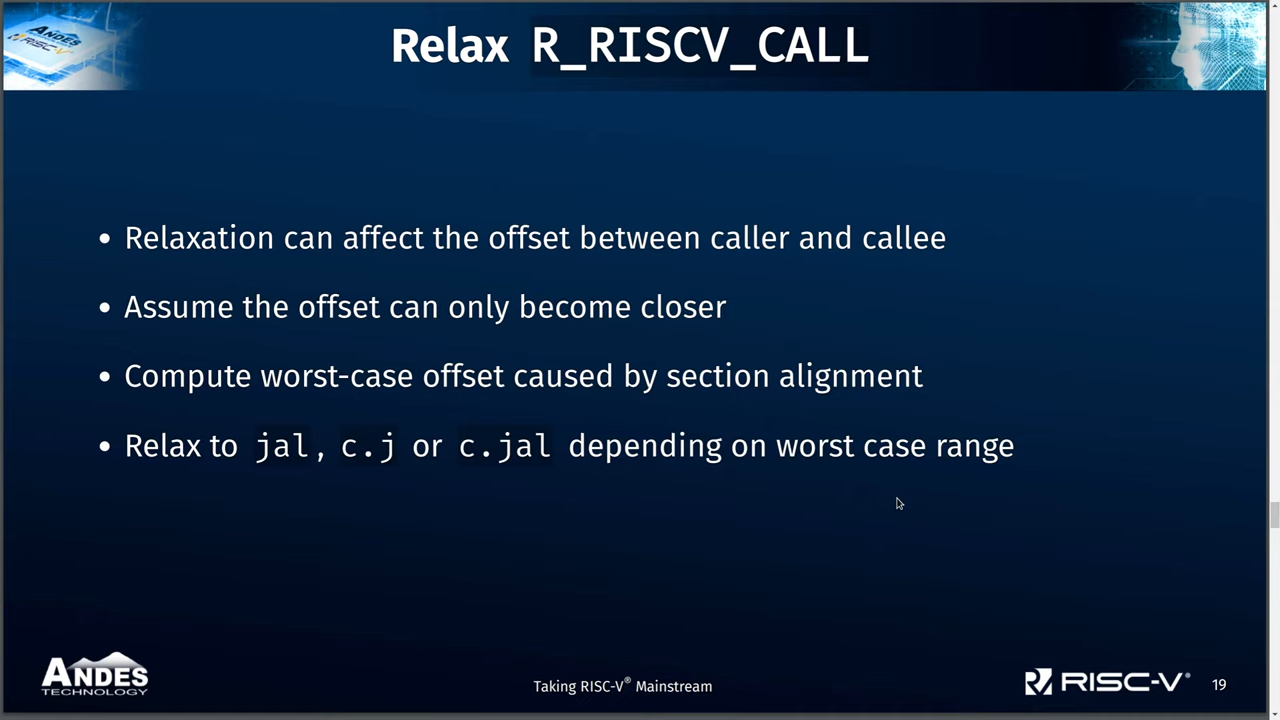 ANDES
RISC-V
Relax R_RISCV_CALL
• Relaxation can affect the offset between caller and callee
• Assume the offset can only become closer
• Compute worst-case offset caused by section alignment
• Relax to jal, c.j or c.jal depending on worst case range
ANDES
TECHNOLOGY
Taking RISC-V® Mainstream
RISC-V®
19